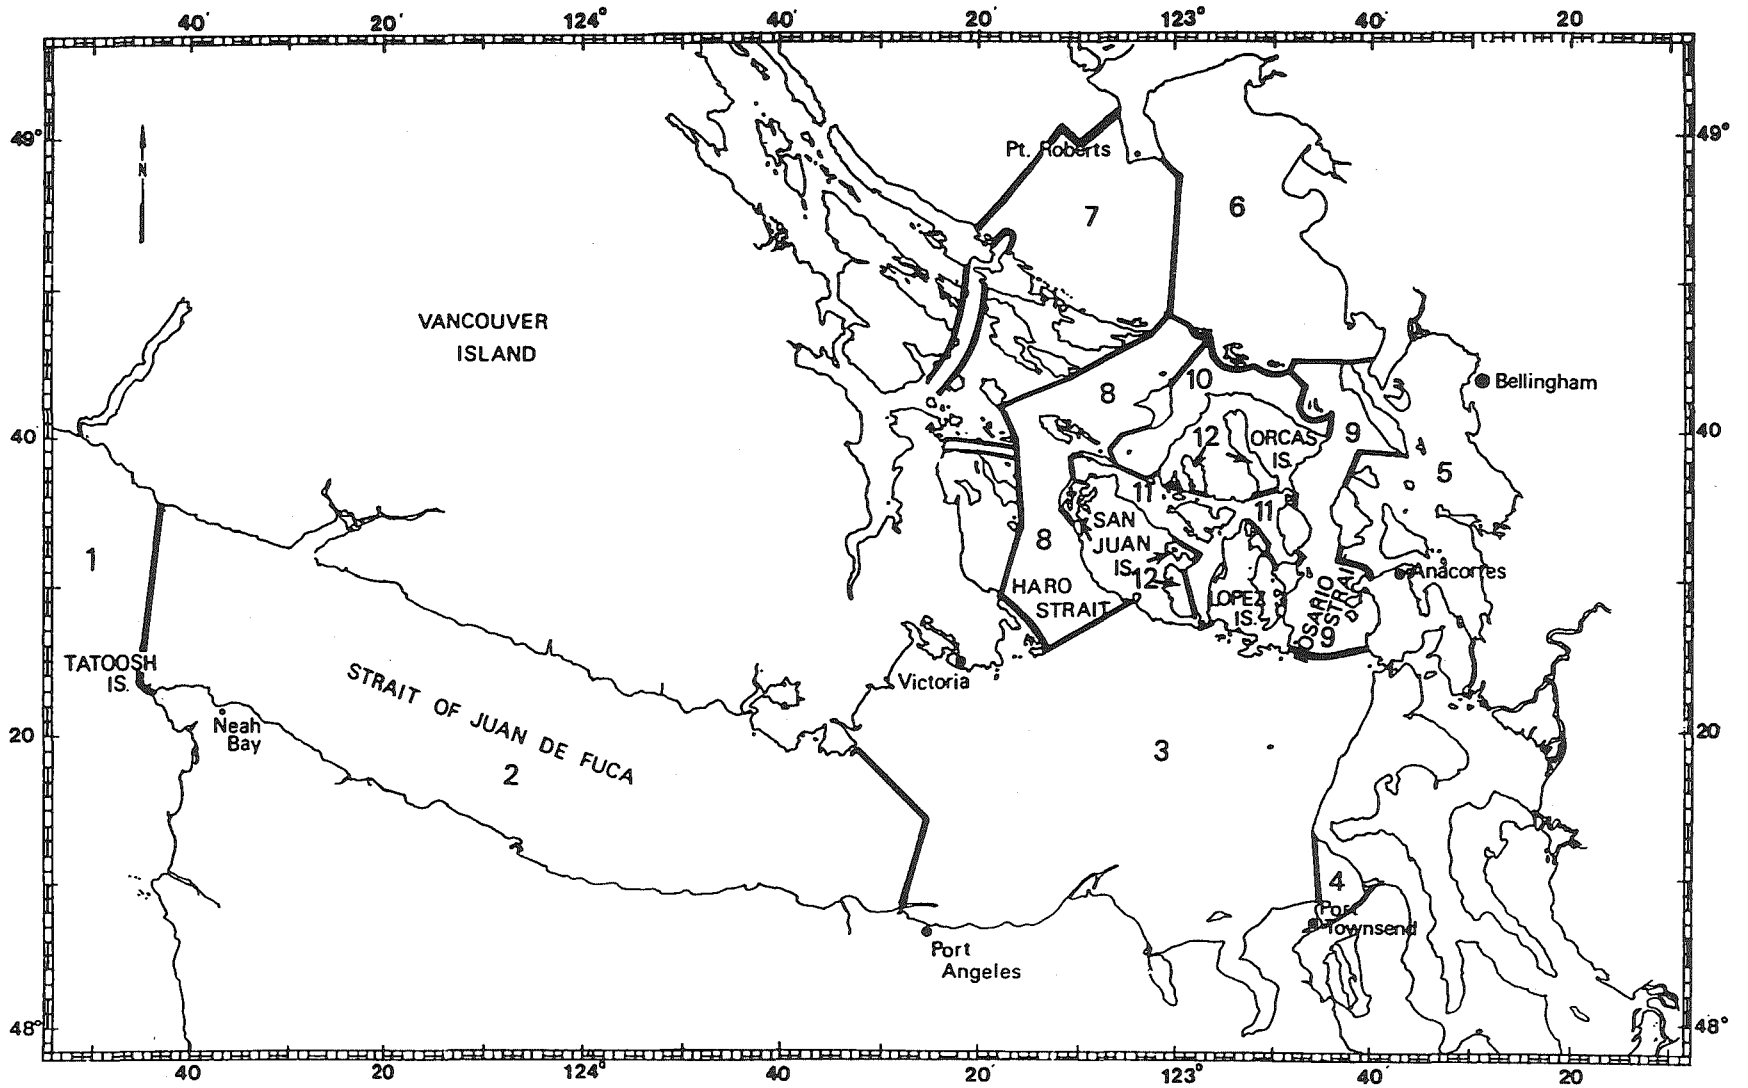 40' 20' 124° 40' 20' 123° 40' 20
49° 49°
N
Pt. Roberts
7
6
VANCOUVER
ISLAND
10
8
Bellingham
40 40
12
ORCAS
IS.
9
5
11
11
SAN
JUAN
IS.
8
1
12
Anacortes
HARO
STRAIT
LOPEZ
IS.
3
ROSARIO
STRAIT
9
TATOOSH
IS.
Victoria
STRAIT OF JUAN DE FUCA
Neah
Bay
20 20
3
2
4
Port
Townsend
Port
Angeles
48° 48°
40' 20' 124° 40 20' 123° 40' 20